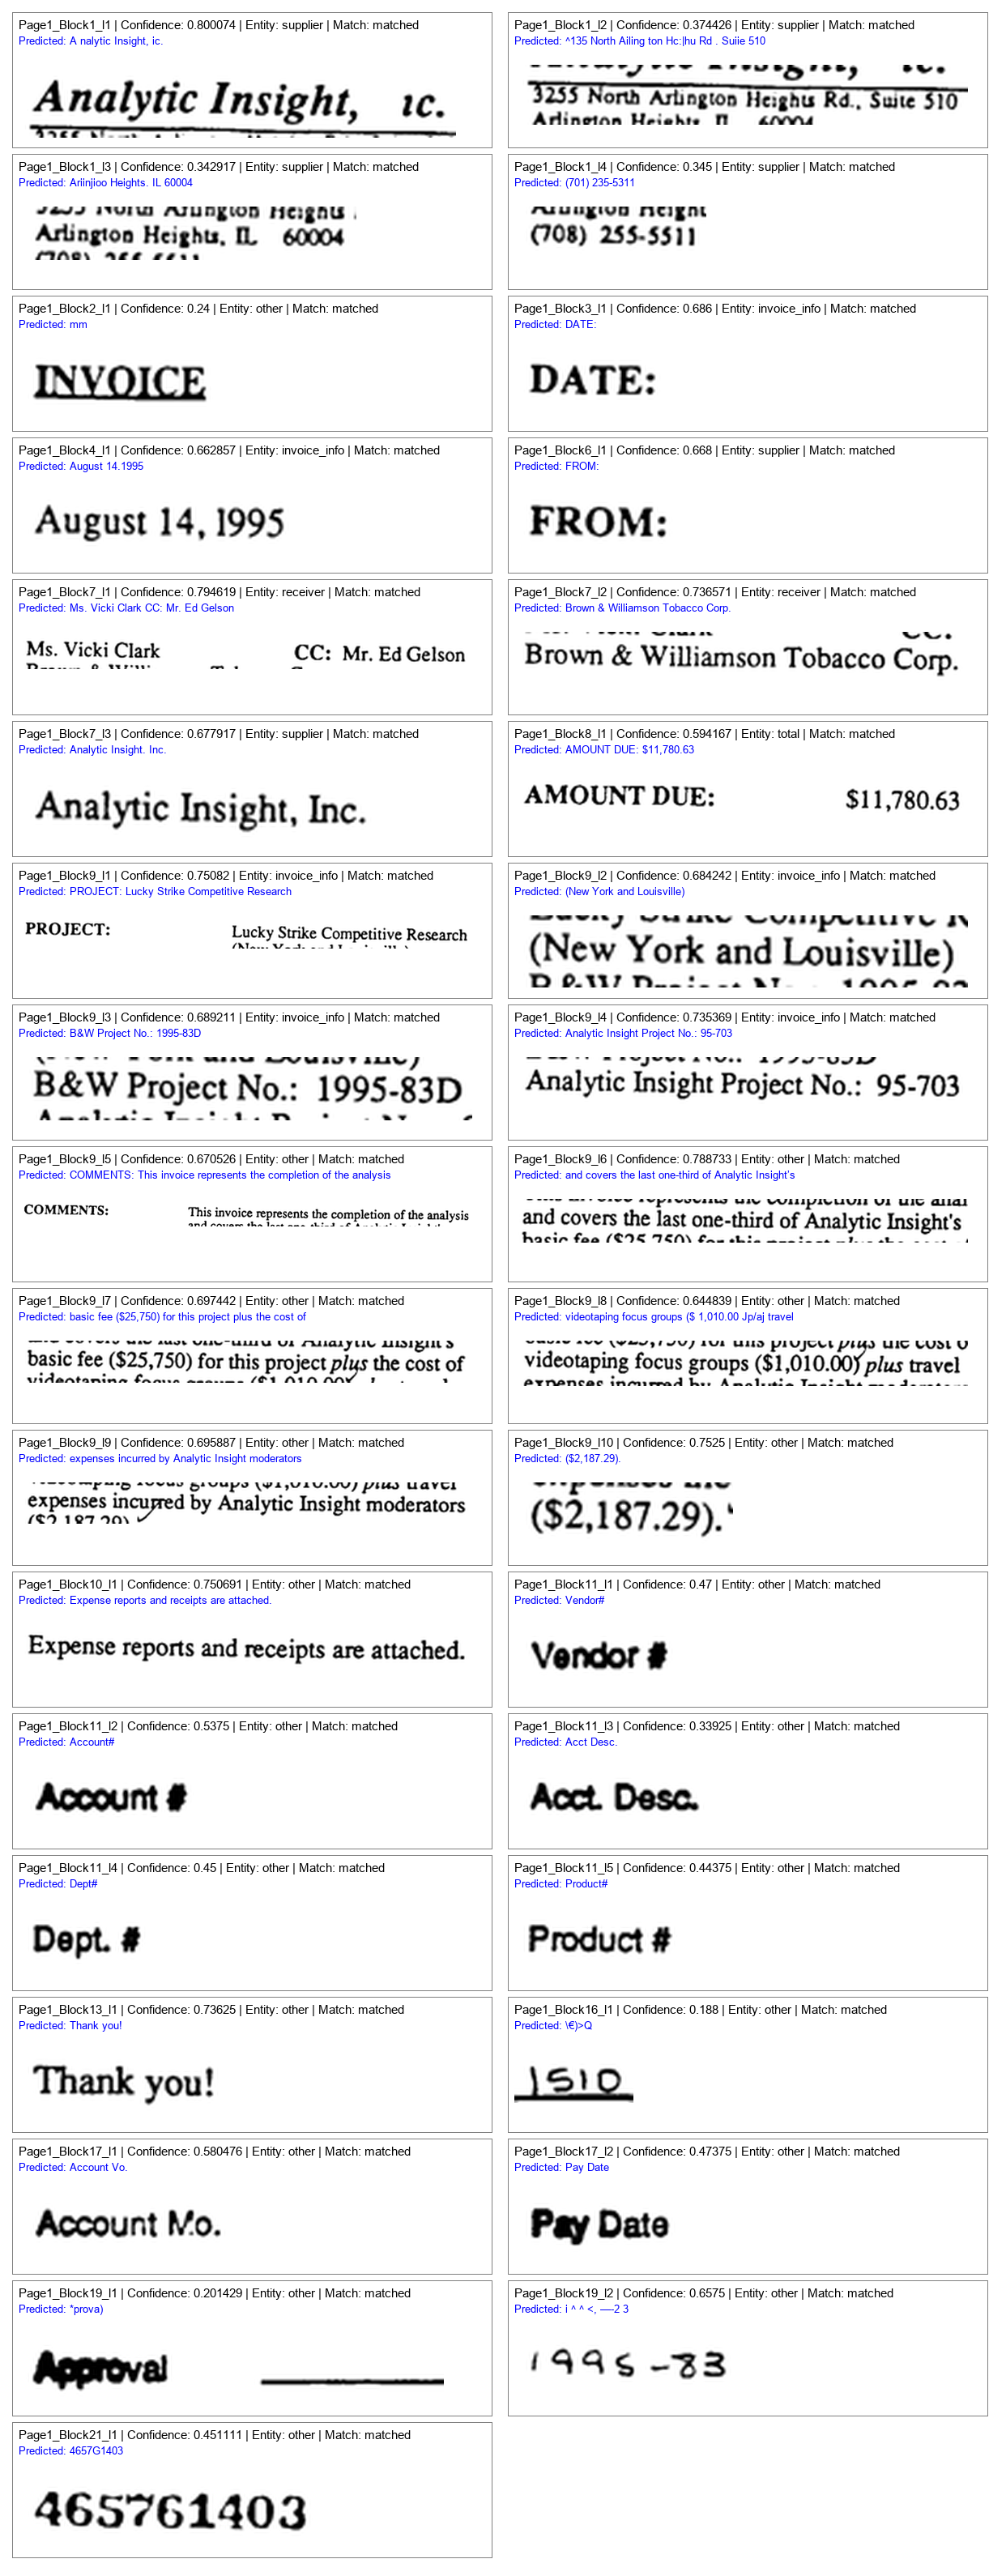 Page1_Block1_l1 | Confidence: 0.800074 | Entity: supplier | Match: matched
Predicted: A nalytic Insight, ic.
Analytic Insight, ic.
Page1_Block1_l2 | Confidence: 0.374426 | Entity: supplier | Match: matched
Predicted: ^135 North Ailing ton Hc:|hu Rd . Suiie 510
3255 North Arlington Heights Rd., Suite 510
Page1_Block1_l3 | Confidence: 0.342917 | Entity: supplier | Match: matched
Predicted: Ariinjioo Heights. IL 60004
Arlington Heights, IL 60004
Page1_Block1_l4 | Confidence: 0.345 | Entity: supplier | Match: matched
Predicted: (701) 235-5311
(708) 255-5511
Page1_Block2_l1 | Confidence: 0.24 | Entity: other | Match: matched
Predicted: mm
INVOICE
Page1_Block3_l1 | Confidence: 0.686 | Entity: invoice_info | Match: matched
Predicted: DATE:
DATE:
Page1_Block4_l1 | Confidence: 0.662857 | Entity: invoice_info | Match: matched
Predicted: August 14.1995
August 14, 1995
Page1_Block6_l1 | Confidence: 0.668 | Entity: supplier | Match: matched
Predicted: FROM:
FROM:
Page1_Block7_l1 | Confidence: 0.794619 | Entity: receiver | Match: matched
Predicted: Ms. Vicki Clark CC: Mr. Ed Gelson
Ms. Vicki Clark CC: Mr. Ed Gelson
Page1_Block7_l2 | Confidence: 0.736571 | Entity: receiver | Match: matched
Predicted: Brown & Williamson Tobacco Corp.
Brown & Williamson Tobacco Corp.
Page1_Block7_l3 | Confidence: 0.677917 | Entity: supplier | Match: matched
Predicted: Analytic Insight. Inc.
Analytic Insight, Inc.
Page1_Block8_l1 | Confidence: 0.594167 | Entity: total | Match: matched
Predicted: AMOUNT DUE: $11,780.63
AMOUNT DUE: $11,780.63
Page1_Block9_l1 | Confidence: 0.75082 | Entity: invoice_info | Match: matched
Predicted: PROJECT: Lucky Strike Competitive Research
PROJECT: Lucky Strike Competitive Research
Page1_Block9_l2 | Confidence: 0.684242 | Entity: invoice_info | Match: matched
Predicted: (New York and Louisville)
(New York and Louisville)
Page1_Block9_l3 | Confidence: 0.689211 | Entity: invoice_info | Match: matched
Predicted: B&W Project No.: 1995-83D
B&W Project No.: 1995-83D
Page1_Block9_l4 | Confidence: 0.735369 | Entity: invoice_info | Match: matched
Predicted: Analytic Insight Project No.: 95-703
Analytic Insight Project No.: 95-703
Page1_Block9_l5 | Confidence: 0.670526 | Entity: other | Match: matched
Predicted: COMMENTS: This invoice represents the completion of the analysis
COMMENTS: This invoice represents the completion of the analysis
Page1_Block9_l6 | Confidence: 0.788733 | Entity: other | Match: matched
Predicted: and covers the last one-third of Analytic Insight's
and covers the last one-third of Analytic Insight's
Page1_Block9_l7 | Confidence: 0.697442 | Entity: other | Match: matched
Predicted: basic fee ($25,750) for this project plus the cost of
basic fee ($25,750) for this project plus the cost of
Page1_Block9_l8 | Confidence: 0.644839 | Entity: other | Match: matched
Predicted: videotaping focus groups ($ 1,010.00 Jp/aj travel
videotaping focus groups ($1,010.00) plus travel
Page1_Block9_l9 | Confidence: 0.695887 | Entity: other | Match: matched
Predicted: expenses incurred by Analytic Insight moderators
expenses incurred by Analytic Insight moderators
Page1_Block9_l10 | Confidence: 0.7525 | Entity: other | Match: matched
Predicted: ($2,187.29).
($2,187.29).
Page1_Block10_l1 | Confidence: 0.750691 | Entity: other | Match: matched
Predicted: Expense reports and receipts are attached.
Expense reports and receipts are attached.
Page1_Block11_l1 | Confidence: 0.47 | Entity: other | Match: matched
Predicted: Vendor#
Vendor #
Page1_Block11_l2 | Confidence: 0.5375 | Entity: other | Match: matched
Predicted: Account#
Account #
Page1_Block11_l3 | Confidence: 0.33925 | Entity: other | Match: matched
Predicted: Acct Desc.
Acct. Desc.
Page1_Block11_l4 | Confidence: 0.45 | Entity: other | Match: matched
Predicted: Dept#
Dept. #
Page1_Block11_l5 | Confidence: 0.44375 | Entity: other | Match: matched
Predicted: Product#
Product #
Page1_Block13_l1 | Confidence: 0.73625 | Entity: other | Match: matched
Predicted: Thank you!
Thank you!
Page1_Block16_l1 | Confidence: 0.188 | Entity: other | Match: matched
Predicted: \€)>Q
1510
Page1_Block17_l1 | Confidence: 0.580476 | Entity: other | Match: matched
Predicted: Account Vo.
Account Mo.
Page1_Block17_l2 | Confidence: 0.47375 | Entity: other | Match: matched
Predicted: Pay Date
Pay Date
Page1_Block19_l1 | Confidence: 0.201429 | Entity: other | Match: matched
Predicted: *prova)
Approval
Page1_Block19_l2 | Confidence: 0.6575 | Entity: other | Match: matched
Predicted: i ^ ^ <, —-2 3
1995-83
Page1_Block21_l1 | Confidence: 0.451111 | Entity: other | Match: matched
Predicted: 4657G1403
465761403